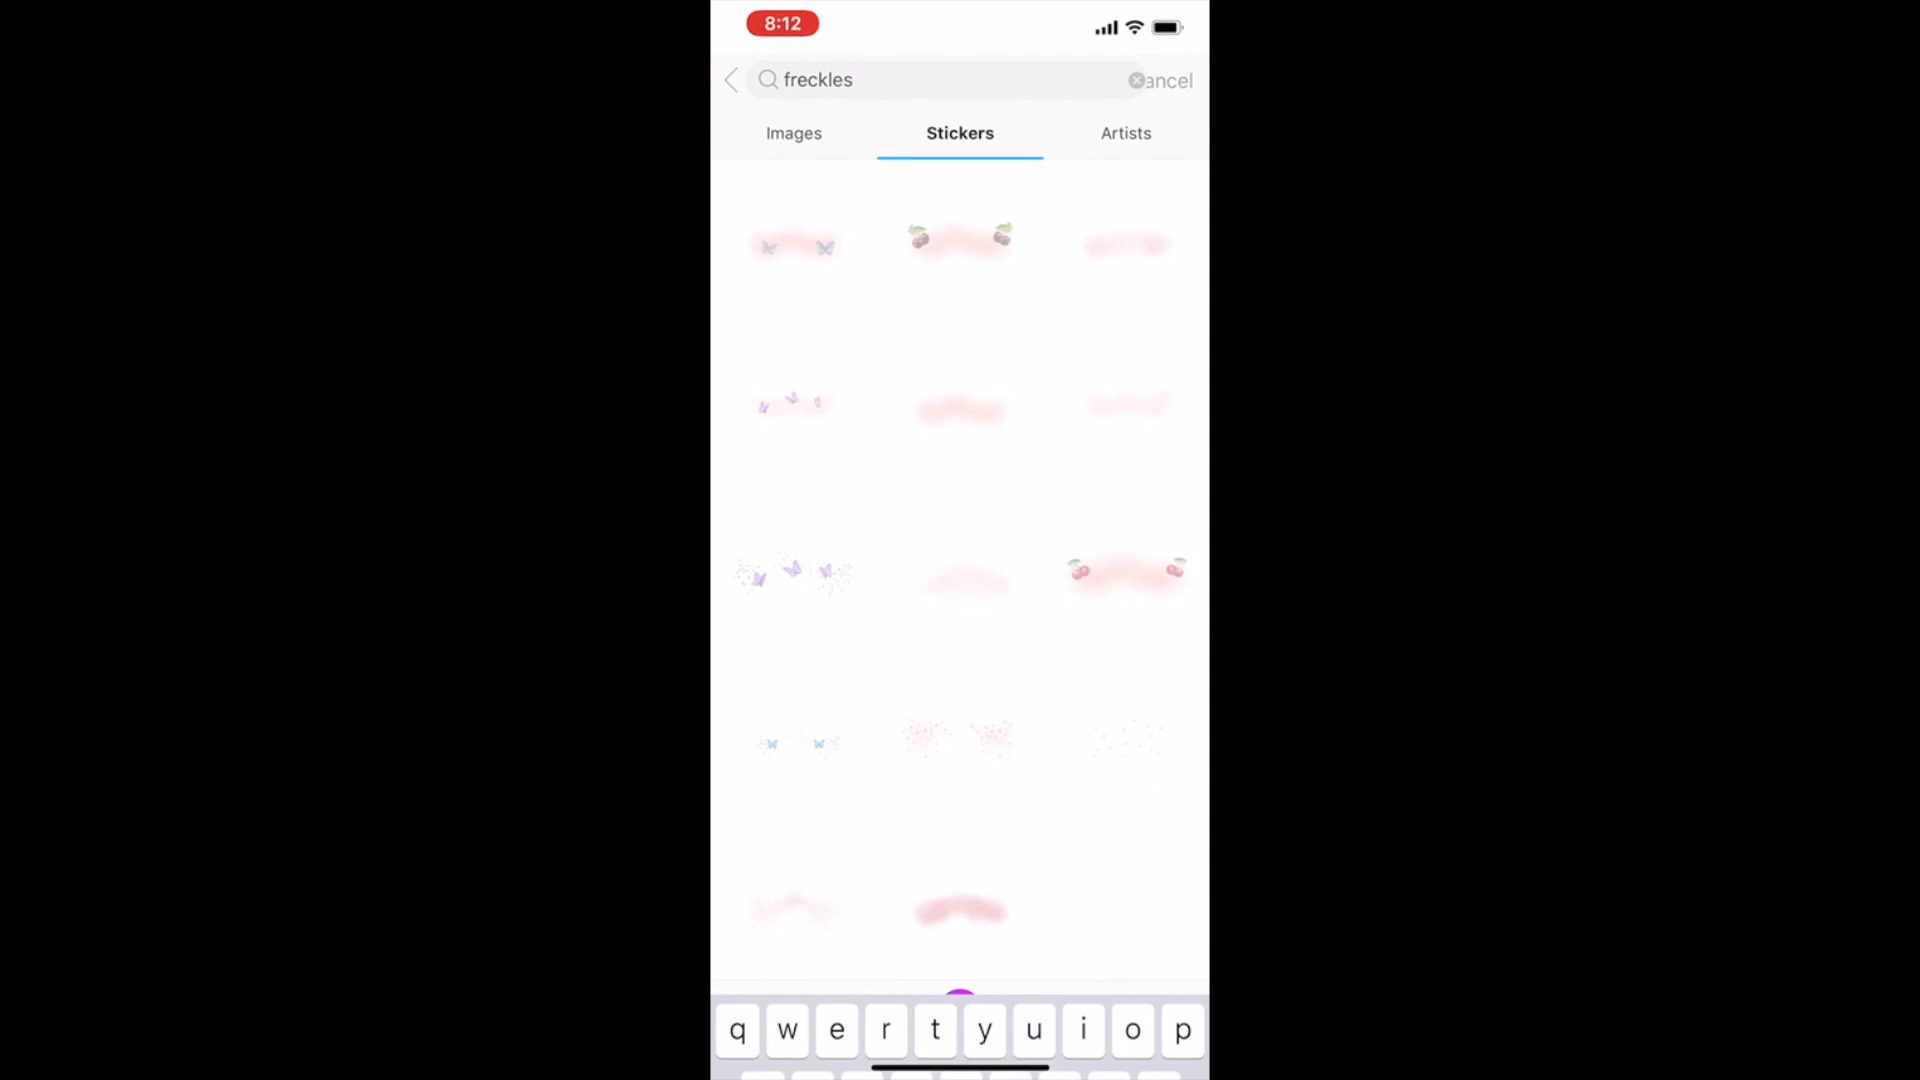 8:12
freckles
ancel
Images Stickers Artists
q w e r t y u i o p